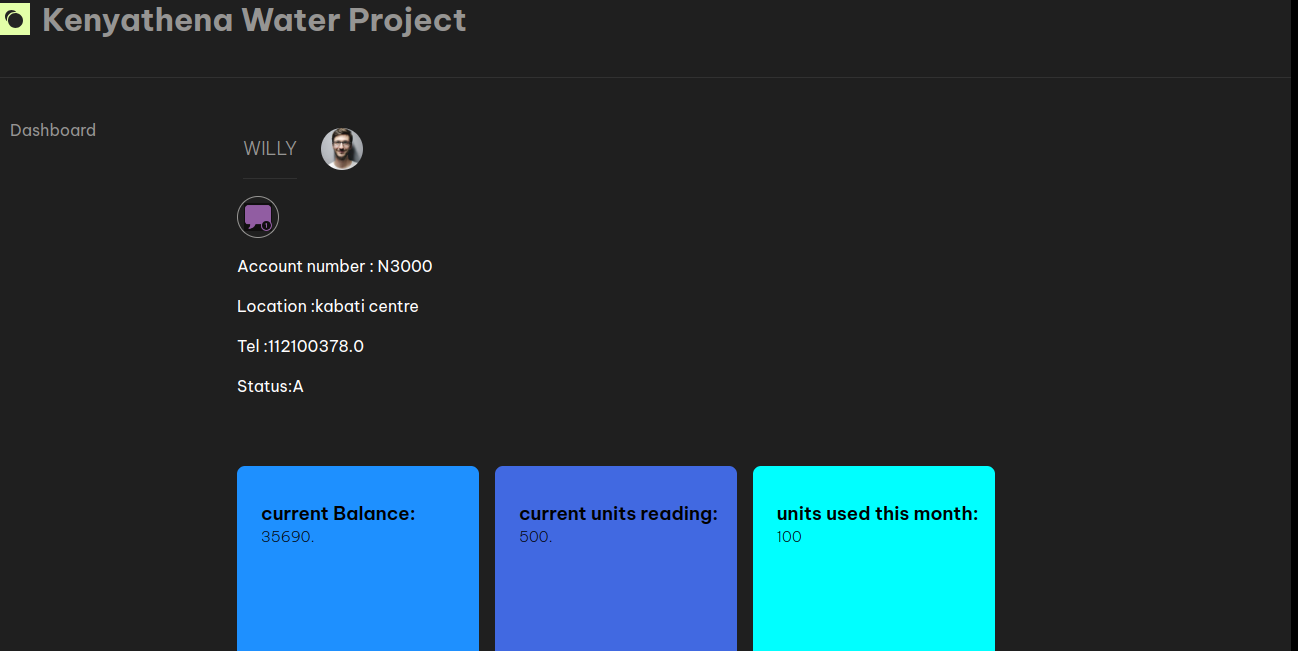 Kenyathena Water Project
Dashboard
WILLY
Account number : N3000
Location :kabati centre
Tel :112100378.0
Status:A
current Balance:
35690.
current units reading:
500.
units used this month:
100